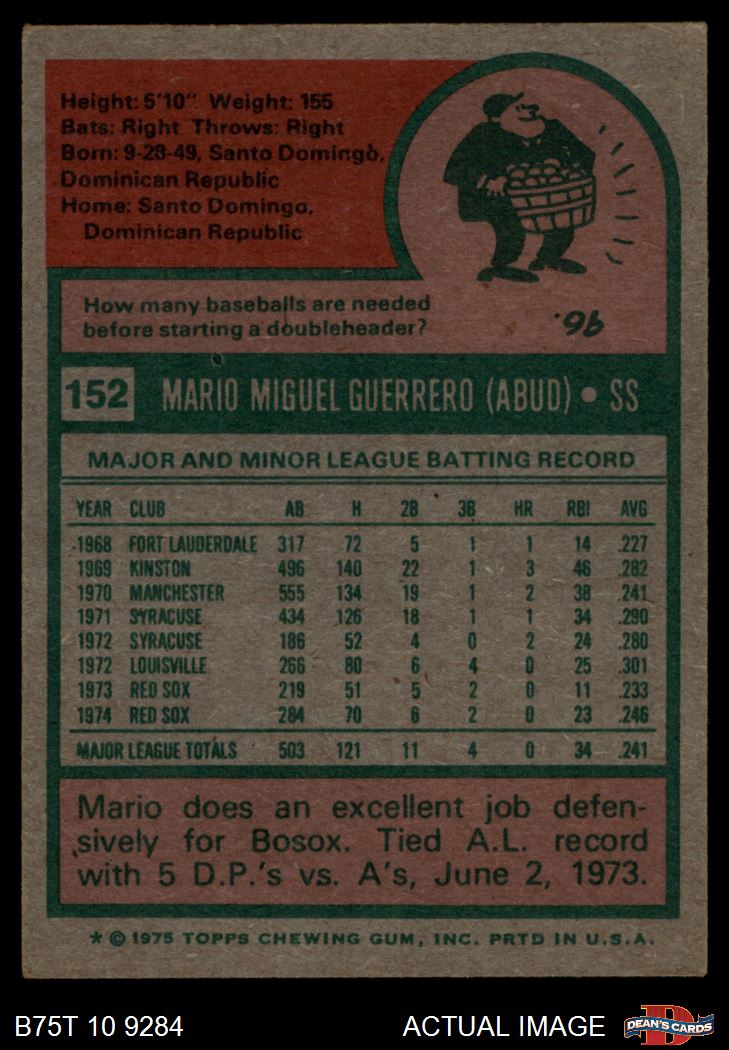 Height: 5'10" Weight: 155
Bats: Right Throws: Right
Born: 9-28-49, Santo Domingo,
Dominican Republic
Home: Santo Domingo,
Dominican Republic
How many baseballs are needed
before starting a doubleheader?
96.
152 MARIO MIGUEL GUERRERO (ABUD) • SS
MAJOR AND MINOR LEAGUE BATTING RECORD
YEAR CLUB AB H 2B 3B HR RBI AVG
1968 FORT LAUDERDALE 317 72 5 1 1 14 .227
1969 KINSTON 496 140 22 1 3 46 .282
1970 MANCHESTER 555 134 19 1 2 38 .241
1971 SYRACUSE 434 126 18 1 1 34 .290
1972 SYRACUSE 186 52 4 0 2 24 .280
1972 LOUISVILLE 266 80 6 4 0 25 .301
1973 RED SOX 219 51 5 2 0 11 .233
1974 RED SOX 284 70 6 2 0 23 .246
MAJOR LEAGUE TOTALS 503 121 11 4 0 34 .241
Mario does an excellent job defen-
sively for Bosox. Tied A.L. record
with 5 D.P.'s vs. A's, June 2, 1973.
* © 1975 TOPPS CHEWING GUM, INC. PRTD IN U.S.A.
B75T 10 9284 ACTUAL IMAGE D DEAN'S CARDS